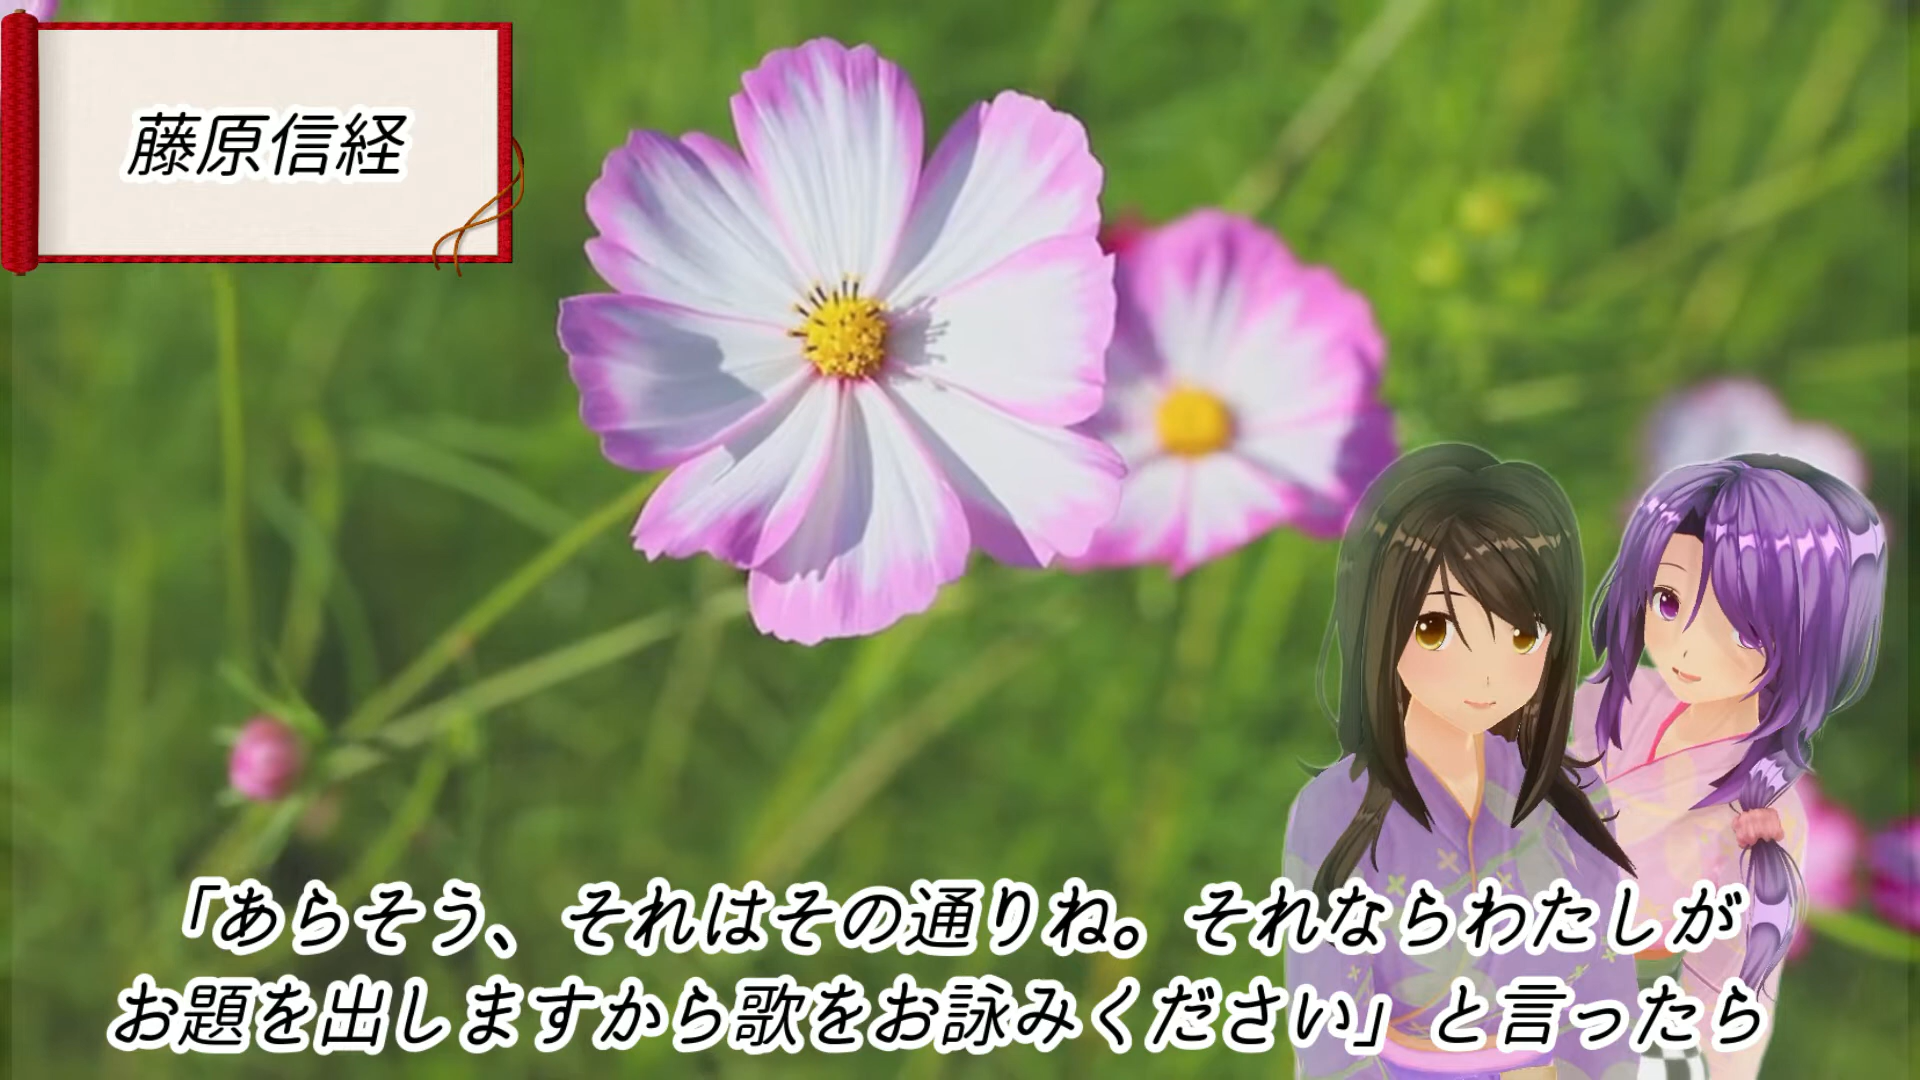 藤原信経
「あらそう、それはその通りね。それならわたしが
お題を出しますから歌をお詠みください」と言ったら